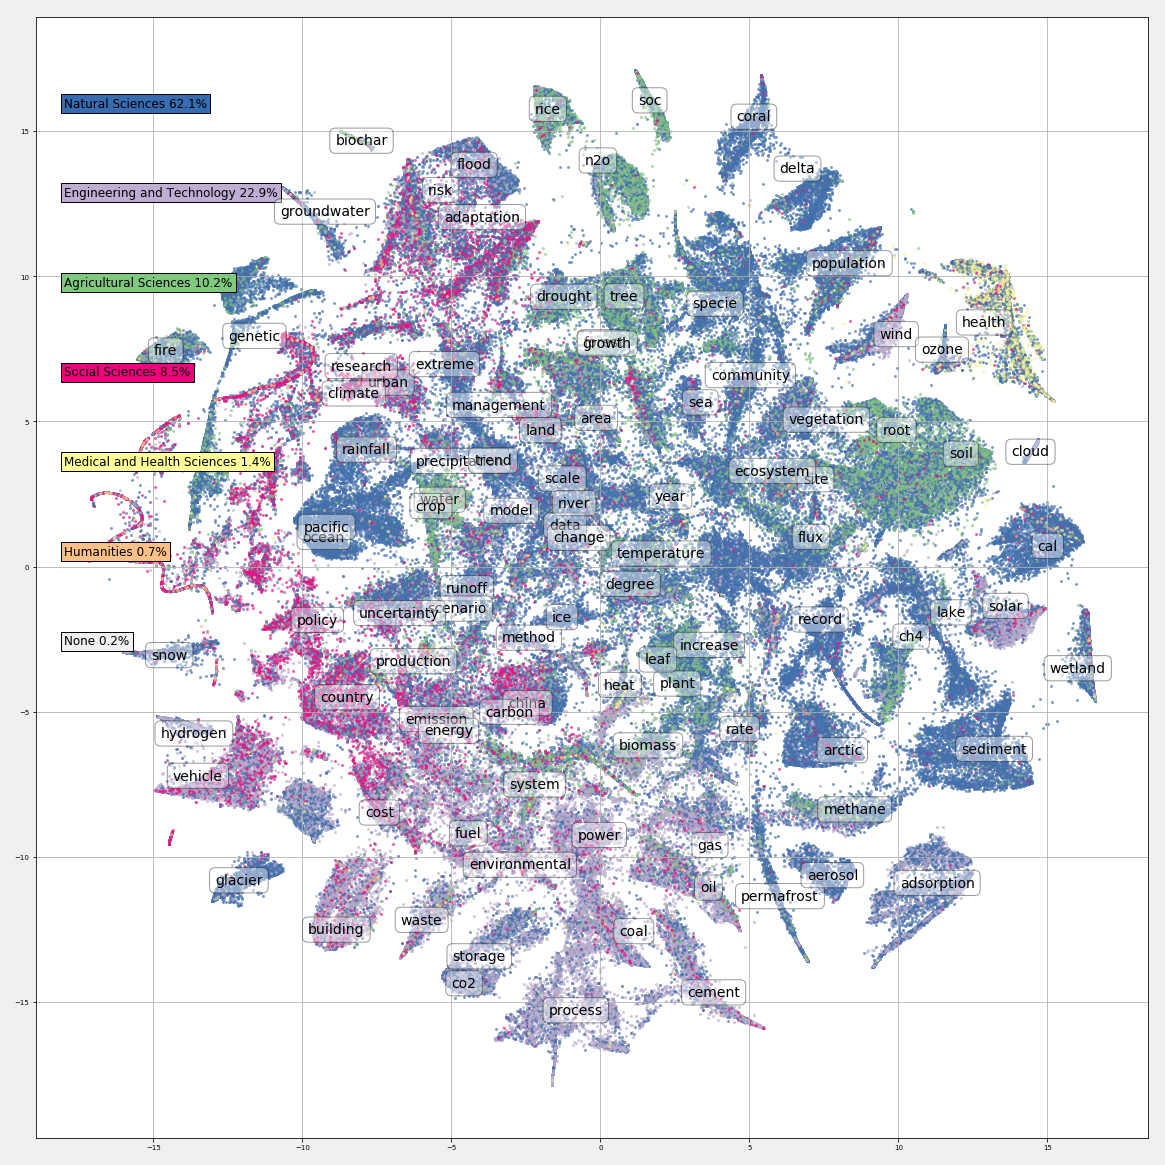 soc
rice
coral
Natural Sciences 62.1%
15
biochar
n2o
flood
delta
risk
Engineering and Technology 22.9%
groundwater
adaptation
population
10
Agricultural Sciences 10.2%
drought
tree
specie
health
wind
genetic
growth
ozone
fire
research
extreme
Social Sciences 8.5%
urban
climate
community
management
sea
5
area
vegetation
land
root
rainfall
soil
cloud
Medical and Health Sciences 1.4%
precipitation
trend
scale
ecosystem
site
water
crop
year
river
model
pacific
data
ocean
change
flux
cal
Humanities 0.7%
temperature
0
degree
runoff
scenario
uncertainty
ice
policy
record
lake
solar
None 0.2%
method
ch4
increase
snow
production
leaf
wetland
heat
plant
country
china
carbon
-5
emission
energy
hydrogen
rate
biomass
arctic
sediment
vehicle
system
cost
methane
fuel
power
gas
-10
environmental
glacier
aerosol
adsorption
oil
permafrost
waste
building
coal
storage
co2
cement
-15
process
-15 -10 -5 0 5 10 15